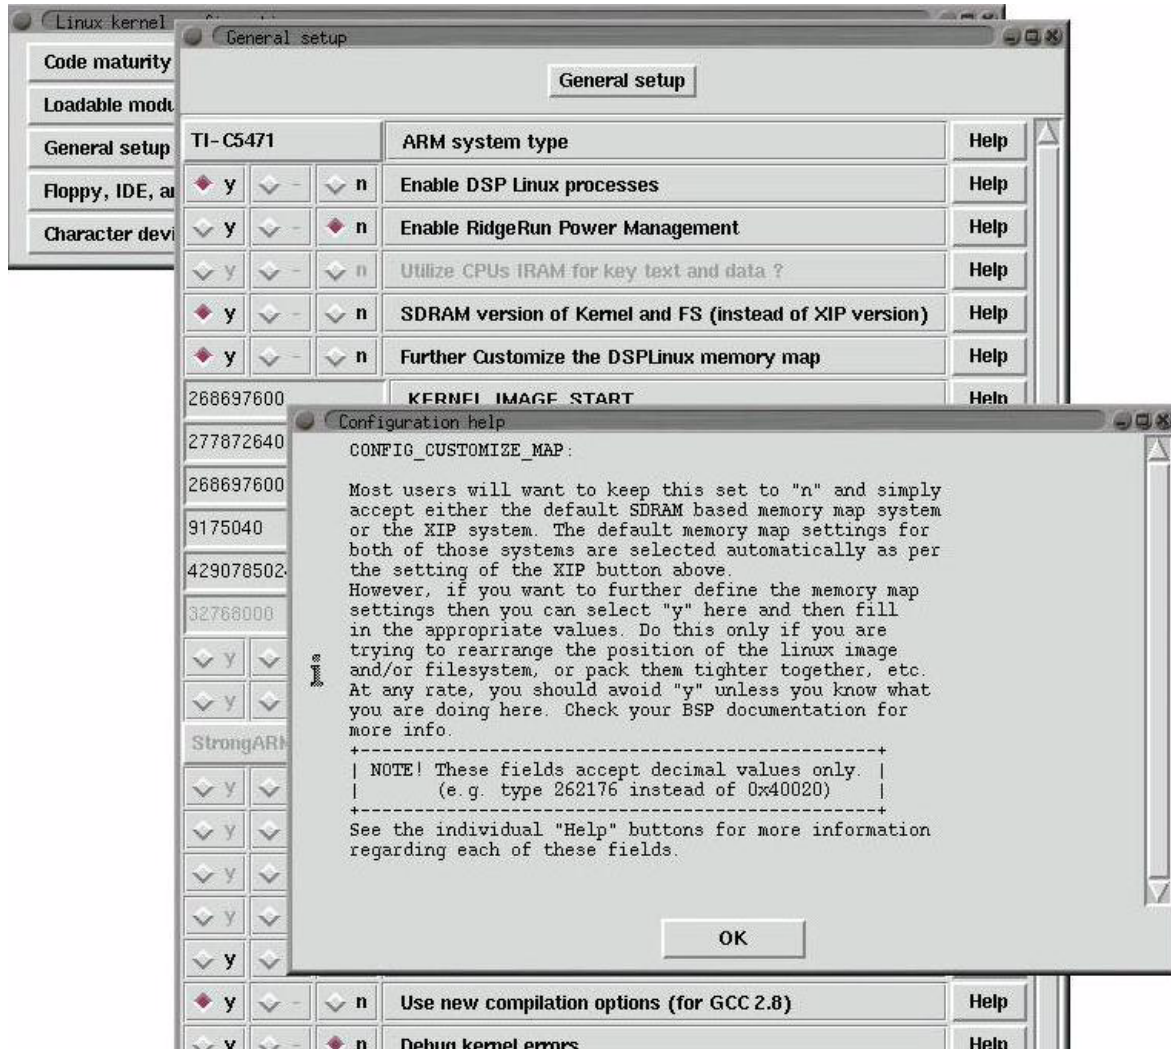 Linux kernel
General setup
Code maturity
Loadable modu
General setup
Floppy, IDE, a
Character devi
General setup
TI-C5471 ARM system type Help
y - n Enable DSP Linux processes Help
y - n Enable RidgeRun Power Management Help
y - n Utilize CPUs IRAM for key text and data ? Help
y - n SDRAM version of Kernel and FS (instead of XIP version) Help
y - n Further Customize the DSPLinux memory map Help
268697600 KERNEL IMAGE START Help
277872640
268697600
9175040
429078502
32768000
y
y
StrongARM
y
y
y
y
y
Configuration help
CONFIG_CUSTOMIZE_MAP:
Most users will want to keep this set to "n" and simply
accept either the default SDRAM based memory map system
or the XIP system. The default memory map settings for
both of those systems are selected automatically as per
the setting of the XIP button above.
However, if you want to further define the memory map
settings then you can select "y" here and then fill
in the appropriate values. Do this only if you are
trying to rearrange the position of the linux image
and/or filesystem, or pack them tighter together, etc.
At any rate, you should avoid "y" unless you know what
you are doing here. Check your BSP documentation for
more info.
+--------------------------------------------------+
| NOTE! These fields accept decimal values only. |
| (e.g. type 262176 instead of 0x40020) |
+--------------------------------------------------+
See the individual "Help" buttons for more information
regarding each of these fields.
OK
y - n Use new compilation options (for GCC 2.8) Help
y - n Debug kernel errors Help